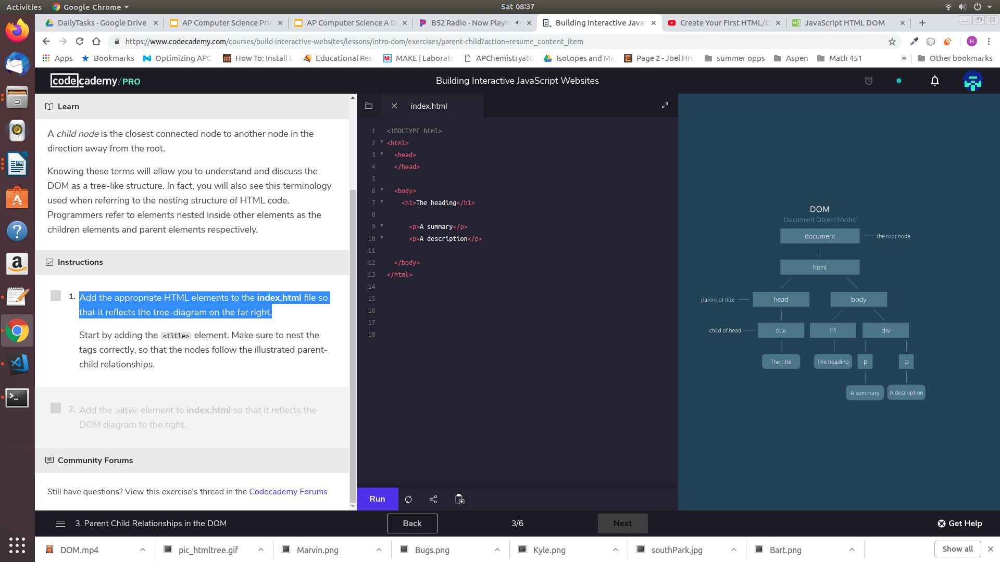 Activities
Google Chrome
Sat 08:37
DailyTasks - Google Drive
AP Computer Science Prin
AP Computer Science A D
B52 Radio - Now Playin
Building Interactive JavaS
Create Your First HTML/C
JavaScript HTML DOM
https://www.codecademy.com/courses/build-interactive-websites/lessons/intro-dom/exercises/parent-child?action=resume_content_item
H
Apps
Bookmarks
Optimizing APC
How To: Install L
Educational Res
MAKE | Laborato
APChemistryatG
Isotopes and Ma
Page 2 - Joel Hru
summer opps
Aspen
Math 451
»
Other bookmarks
codecademy/PRO
Building Interactive JavaScript Websites
Learn
A child node is the closest connected node to another node in the
direction away from the root.
Knowing these terms will allow you to understand and discuss the
DOM as a tree-like structure. In fact, you will also see this terminology
used when referring to the nesting structure of HTML code.
Programmers refer to elements nested inside other elements as the
children elements and parent elements respectively.
Instructions
1. Add the appropriate HTML elements to the index.html file so
that it reflects the tree-diagram on the far right.
Start by adding the <title> element. Make sure to nest the
tags correctly, so that the nodes follow the illustrated parent-
child relationships.
2. Add the <div> element to index.html so that it reflects the
DOM diagram to the right.
Community Forums
Still have questions? View this exercise's thread in the Codecademy Forums
index.html
1 <!DOCTYPE html>
2 <html>
3 <head>
4 </head>
5
6 <body>
7 <h1>The heading</h1>
8
9 <p>A summary</p>
10 <p>A description</p>
11
12 </body>
13 </html>
14
15
16
17
18
Run
DOM
Document Object Model
document
the root node
html
parent of title
head
body
child of head
title
h1
div
The title
The heading
p
p
A summary
A description
3. Parent Child Relationships in the DOM
Back
3/6
Next
Get Help
DOM.mp4
pic_htmltree.gif
Marvin.png
Bugs.png
Kyle.png
southPark.jpg
Bart.png
Show all